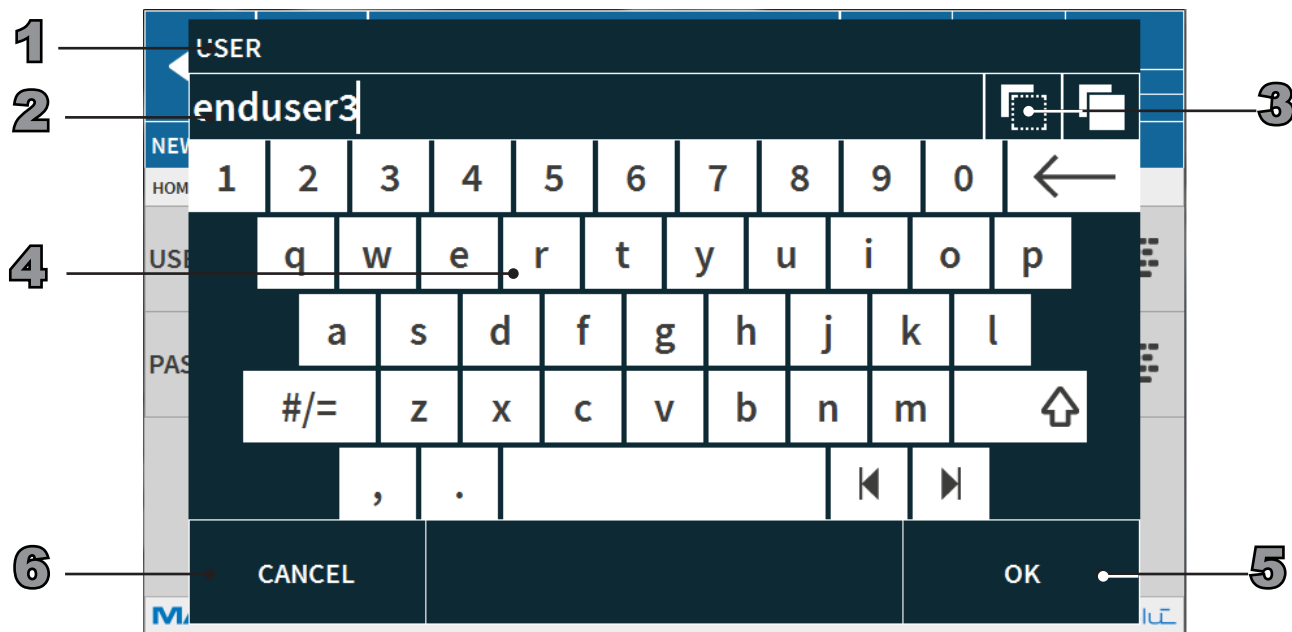 1
USER
2
enduser3
3
NEW
HOM
1 2 3 4 5 6 7 8 9 0
4
USE
q w e r t y u i o p
a s d f g h j k l
PAS
#/= z x c v b n m
, .
6
CANCEL
OK
5
MA